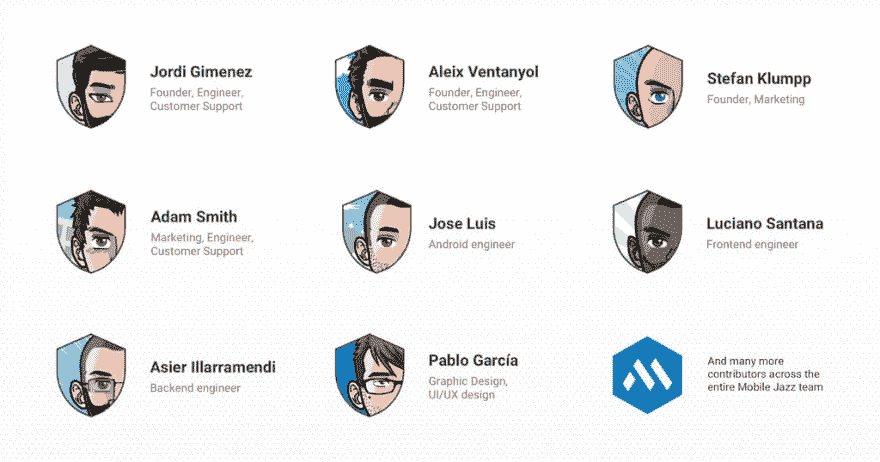 Jordi Gimenez
Founder, Engineer,
Customer Support
Aleix Ventanyol
Founder, Engineer,
Customer Support
Stefan Klumpp
Founder, Marketing
Adam Smith
Marketing, Engineer,
Customer Support
Jose Luis
Android engineer
Luciano Santana
Frontend engineer
Asier Illarramendi
Backend engineer
Pablo García
Graphic Design,
UI/UX design
And many more
contributors across the
entire Mobile Jazz team